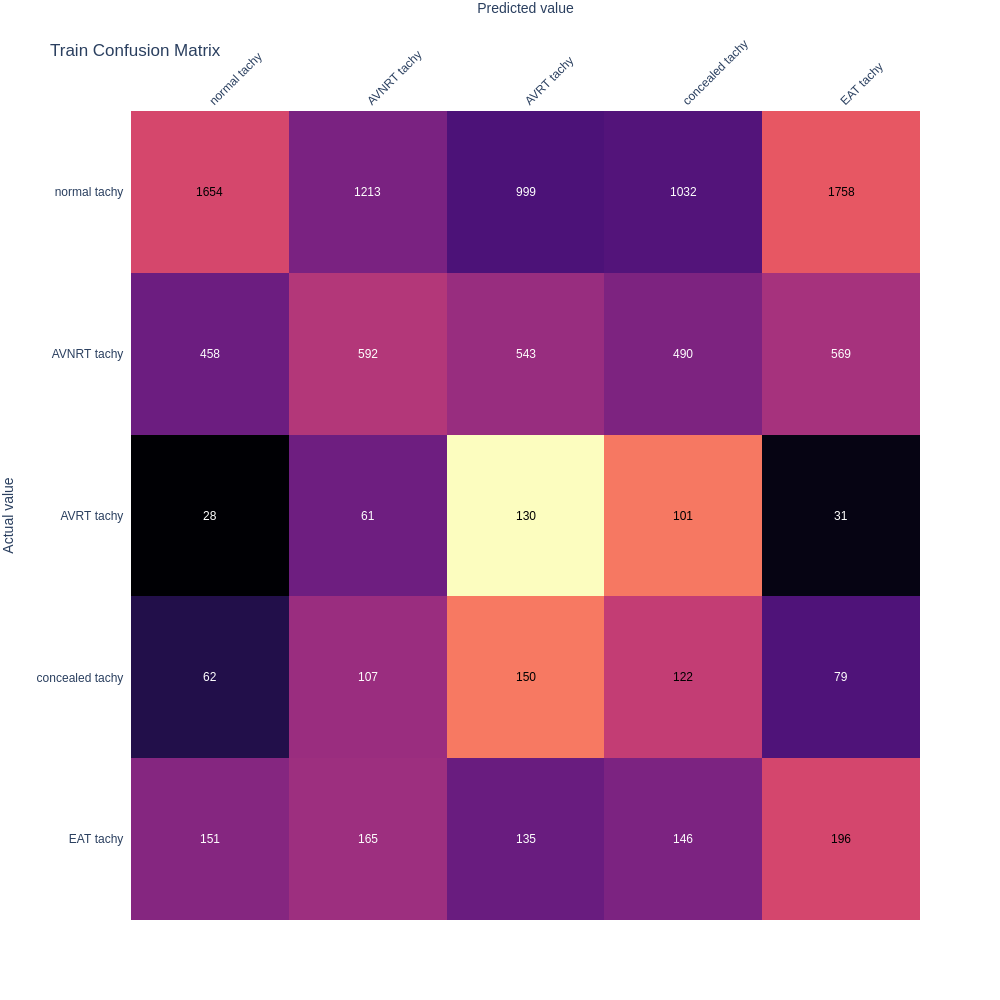 Predicted value
Train Confusion Matrix
normal tachy AVNRT tachy AVRT tachy concealed tachy EAT tachy
Actual value
normal tachy 1654 1213 999 1032 1758
AVNRT tachy 458 592 543 490 569
AVRT tachy 28 61 130 101 31
concealed tachy 62 107 150 122 79
EAT tachy 151 165 135 146 196